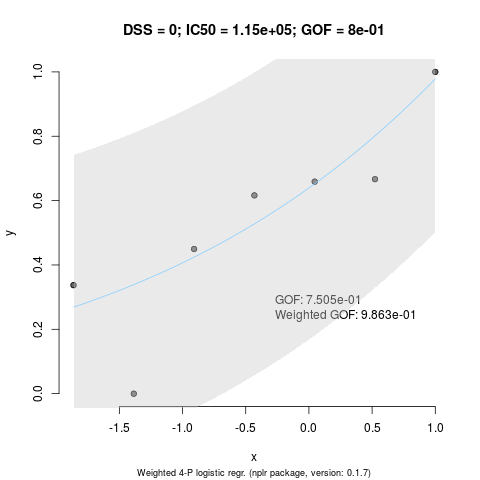 DSS = 0; IC50 = 1.15e+05; GOF = 8e-01
1.0
0.8
0.6
y
0.4
GOF: 7.505e-01
Weighted GOF: 9.863e-01
0.2
0.0
-1.5 -1.0 -0.5 0.0 0.5 1.0
x
Weighted 4-P logistic regr. (nplr package, version: 0.1.7)